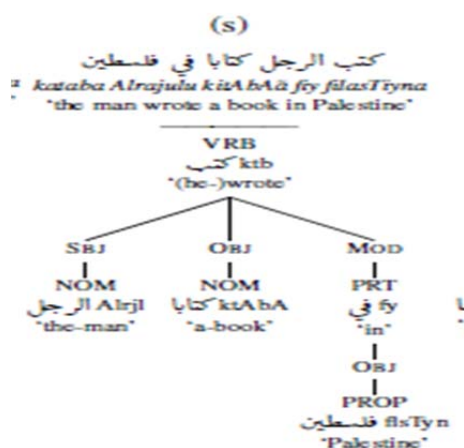 (s)
كتب الرجل كتابا في فلسطين
kataba Alrajulu kitAbAã fiy filasTiyna
'the man wrote a book in Palestine'
VRB
كتب ktb
'(he-)wrote'
SBJ OBJ MOD
NOM NOM PRT
الرجل Alrjl كتابا ktAbA في fy
'the-man' 'a-book' 'in'
OBJ
PROP
فلسطين flsTyn
'Palestine'